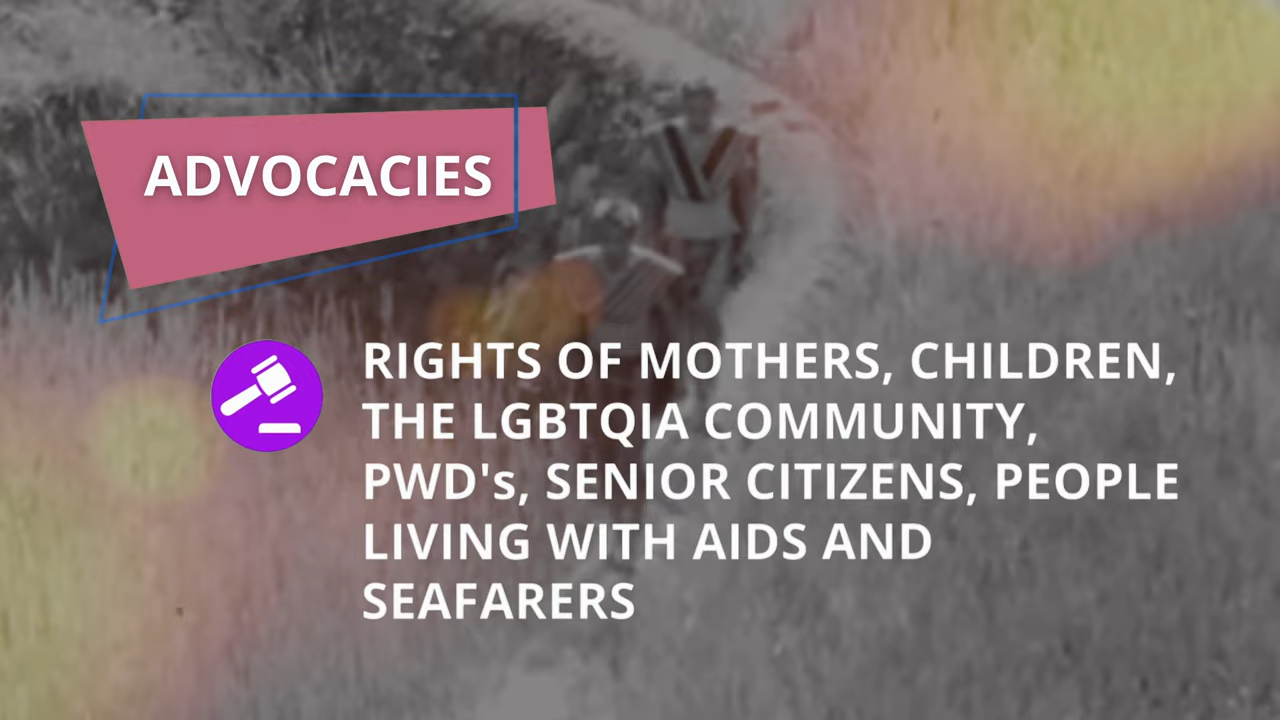 ADVOCACIES
RIGHTS OF MOTHERS, CHILDREN,
THE LGBTQIA COMMUNITY,
PWD's, SENIOR CITIZENS, PEOPLE
LIVING WITH AIDS AND
SEAFARERS